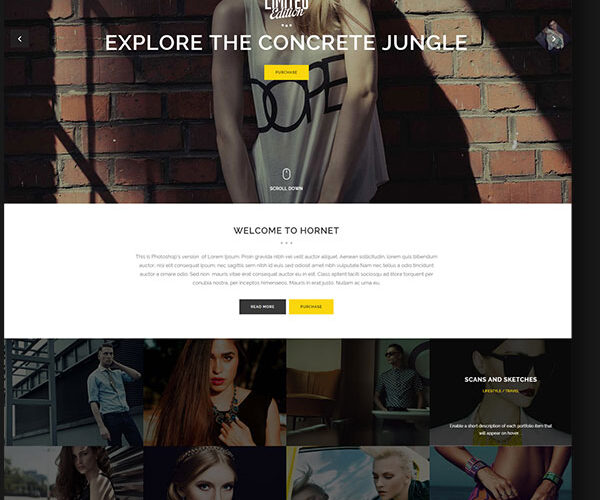 LIMITED
Edition
EXPLORE THE CONCRETE JUNGLE
PURCHASE
DOPE
SCROLL DOWN
WELCOME TO HORNET
This is Photoshop's version of Lorem Ipsum. Proin gravida nibh vel velit auctor aliquet. Aenean sollicitudin, lorem quis bibendum
auctor, nisi elit consequat ipsum, nec sagittis sem nibh id elit. Duis sed odio sit amet nibh vulputate. Nam nec tellus a odio tincidunt
auctor a ornare odio. Sed non mauris vitae erat consequat auctor eu in elit. Class aptent taciti sociosqu ad litora torquent per
conubia nostra, per inceptos himenaeos. Mauris in erat justo. Nullam ac urna eu.
READ MORE
PURCHASE
SCANS AND SKETCHES
LIFESTYLE / TRAVEL
Enable a short description of each portfolio item that
will appear on hover